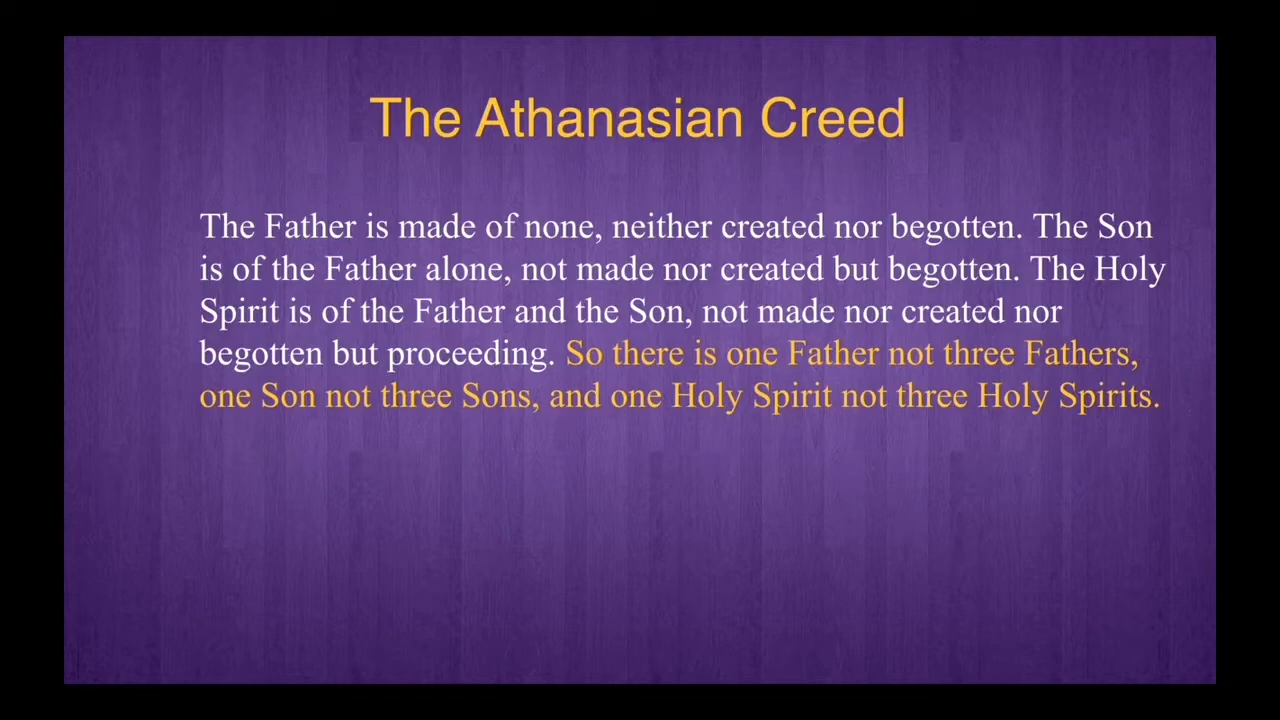 The Athanasian Creed
The Father is made of none, neither created nor begotten. The Son
is of the Father alone, not made nor created but begotten. The Holy
Spirit is of the Father and the Son, not made nor created nor
begotten but proceeding. So there is one Father not three Fathers,
one Son not three Sons, and one Holy Spirit not three Holy Spirits.